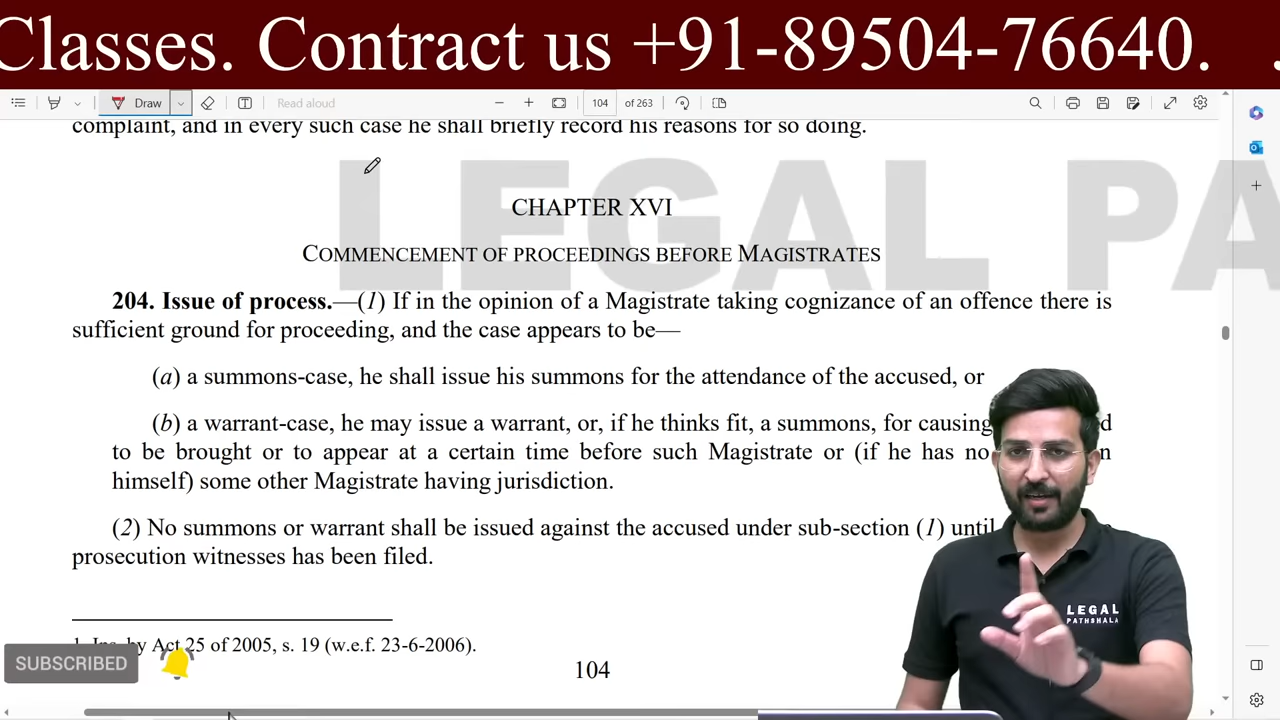 Classes. Contract us +91-89504-76640.
Draw
Read aloud
104 of 263
complaint, and in every such case he shall briefly record his reasons for so doing.
LEGAL PA
CHAPTER XVI
COMMENCEMENT OF PROCEEDINGS BEFORE MAGISTRATES
204. Issue of process.—(1) If in the opinion of a Magistrate taking cognizance of an offence there is
sufficient ground for proceeding, and the case appears to be—
(a) a summons-case, he shall issue his summons for the attendance of the accused, or
(b) a warrant-case, he may issue a warrant, or, if he thinks fit, a summons, for causing
to be brought or to appear at a certain time before such Magistrate or (if he has no
himself) some other Magistrate having jurisdiction.
(2) No summons or warrant shall be issued against the accused under sub-section (1) until
prosecution witnesses has been filed.
LEGAL
PATHSHALA
1. Ins. by Act 25 of 2005, s. 19 (w.e.f. 23-6-2006).
SUBSCRIBED
104